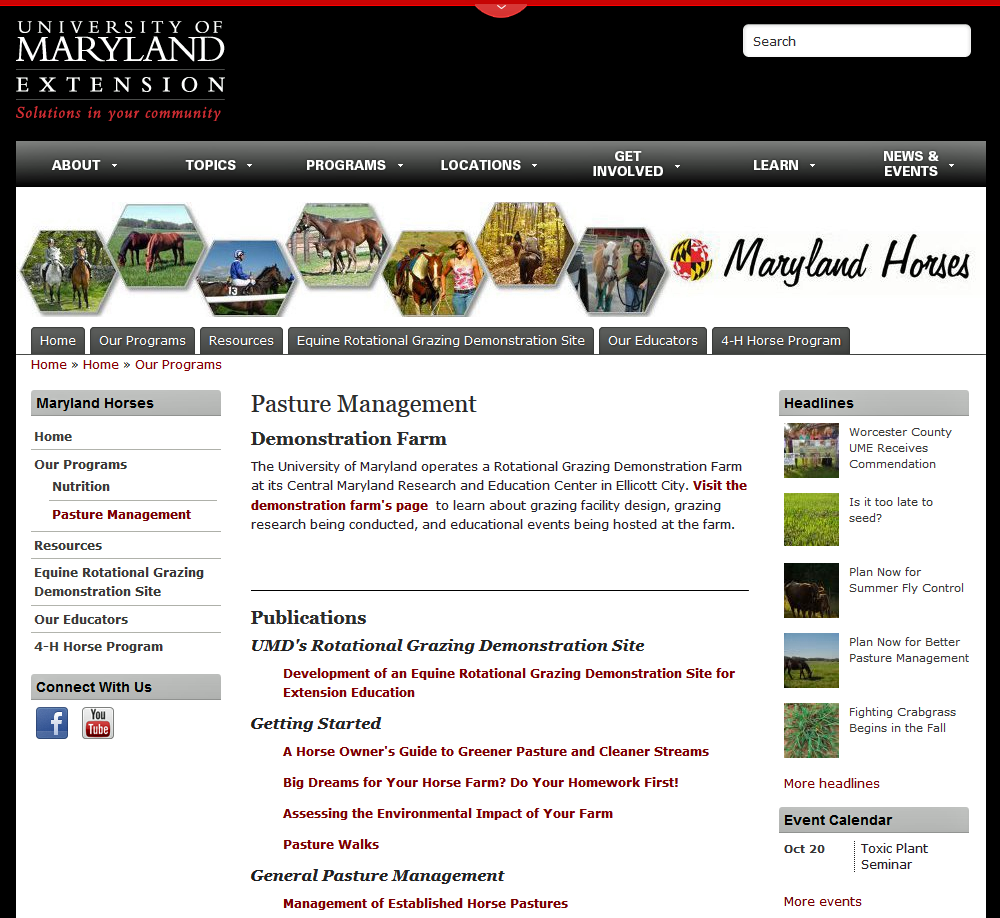 UNIVERSITY OF
MARYLAND
EXTENSION
Solutions in your community
Search
ABOUT
TOPICS
PROGRAMS
LOCATIONS
GET
INVOLVED
LEARN
NEWS &
EVENTS
13
Maryland Horses
Home
Our Programs
Resources
Equine Rotational Grazing Demonstration Site
Our Educators
4-H Horse Program
Home » Home » Our Programs
Maryland Horses
Home
Our Programs
Nutrition
Pasture Management
Resources
Equine Rotational Grazing
Demonstration Site
Our Educators
4-H Horse Program
Connect With Us
f
You
Tube
Pasture Management
Demonstration Farm
The University of Maryland operates a Rotational Grazing Demonstration Farm
at its Central Maryland Research and Education Center in Ellicott City. Visit the
demonstration farm's page to learn about grazing facility design, grazing
research being conducted, and educational events being hosted at the farm.
Publications
UMD's Rotational Grazing Demonstration Site
Development of an Equine Rotational Grazing Demonstration Site for
Extension Education
Getting Started
A Horse Owner's Guide to Greener Pasture and Cleaner Streams
Big Dreams for Your Horse Farm? Do Your Homework First!
Assessing the Environmental Impact of Your Farm
Pasture Walks
General Pasture Management
Management of Established Horse Pastures
Headlines
Worcester County
UME Receives
Commendation
Is it too late to
seed?
Plan Now for
Summer Fly Control
Plan Now for Better
Pasture Management
Fighting Crabgrass
Begins in the Fall
More headlines
Event Calendar
Oct 20
Toxic Plant
Seminar
More events